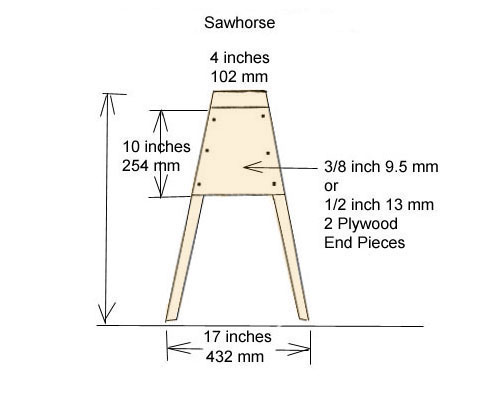 Sawhorse
4 inches
102 mm
10 inches
254 mm
3/8 inch 9.5 mm
or
1/2 inch 13 mm
2 Plywood
End Pieces
17 inches
432 mm